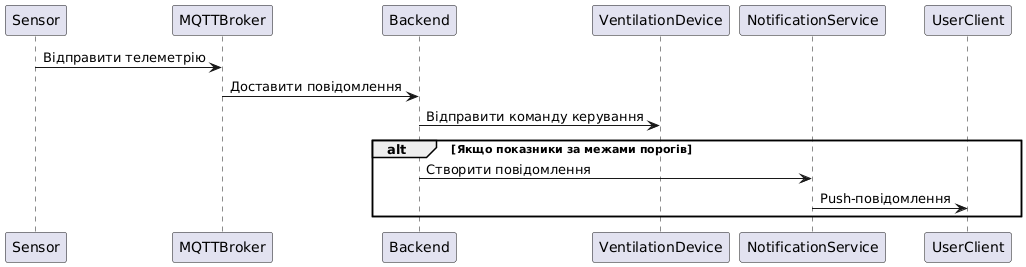 Sensor MQTTBroker Backend VentilationDevice NotificationService UserClient
Відправити телеметрію
Доставити повідомлення
Відправити команду керування
alt [Якщо показники за межами порогів]
Створити повідомлення
Push-повідомлення
Sensor MQTTBroker Backend VentilationDevice NotificationService UserClient